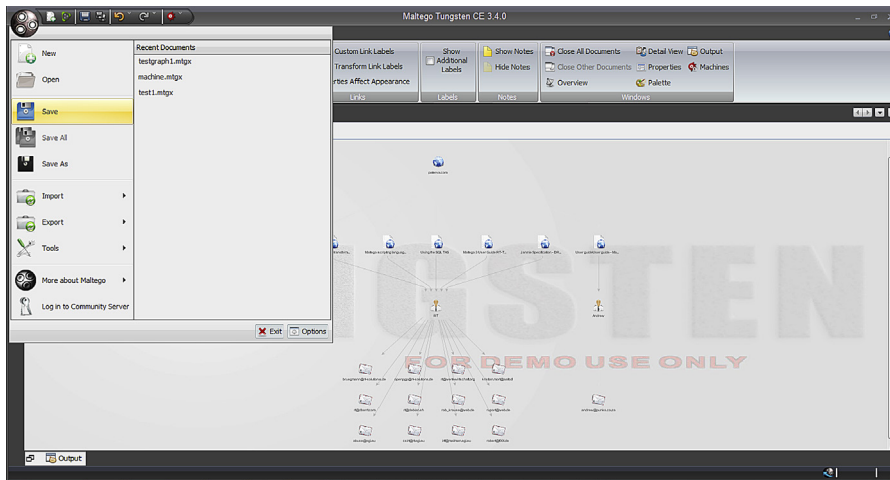 Maltego Tungsten CE 3.4.0
New
Open
Save
Save All
Save As
Import
Export
Tools
More about Maltego
Log in to Community Server
Recent Documents
testgraph1.mtgx
machine.mtgx
test1.mtgx
Exit
Options
Custom Link Labels
Transform Link Labels
rties Affect Appearance
Links
Show Additional Labels
Labels
Show Notes
Hide Notes
Notes
Close All Documents
Close Other Documents
Overview
Detail View
Properties
Palette
Output
Machines
Windows
NGSTEN
FOR DEMO USE ONLY
RT
Andrew
Output